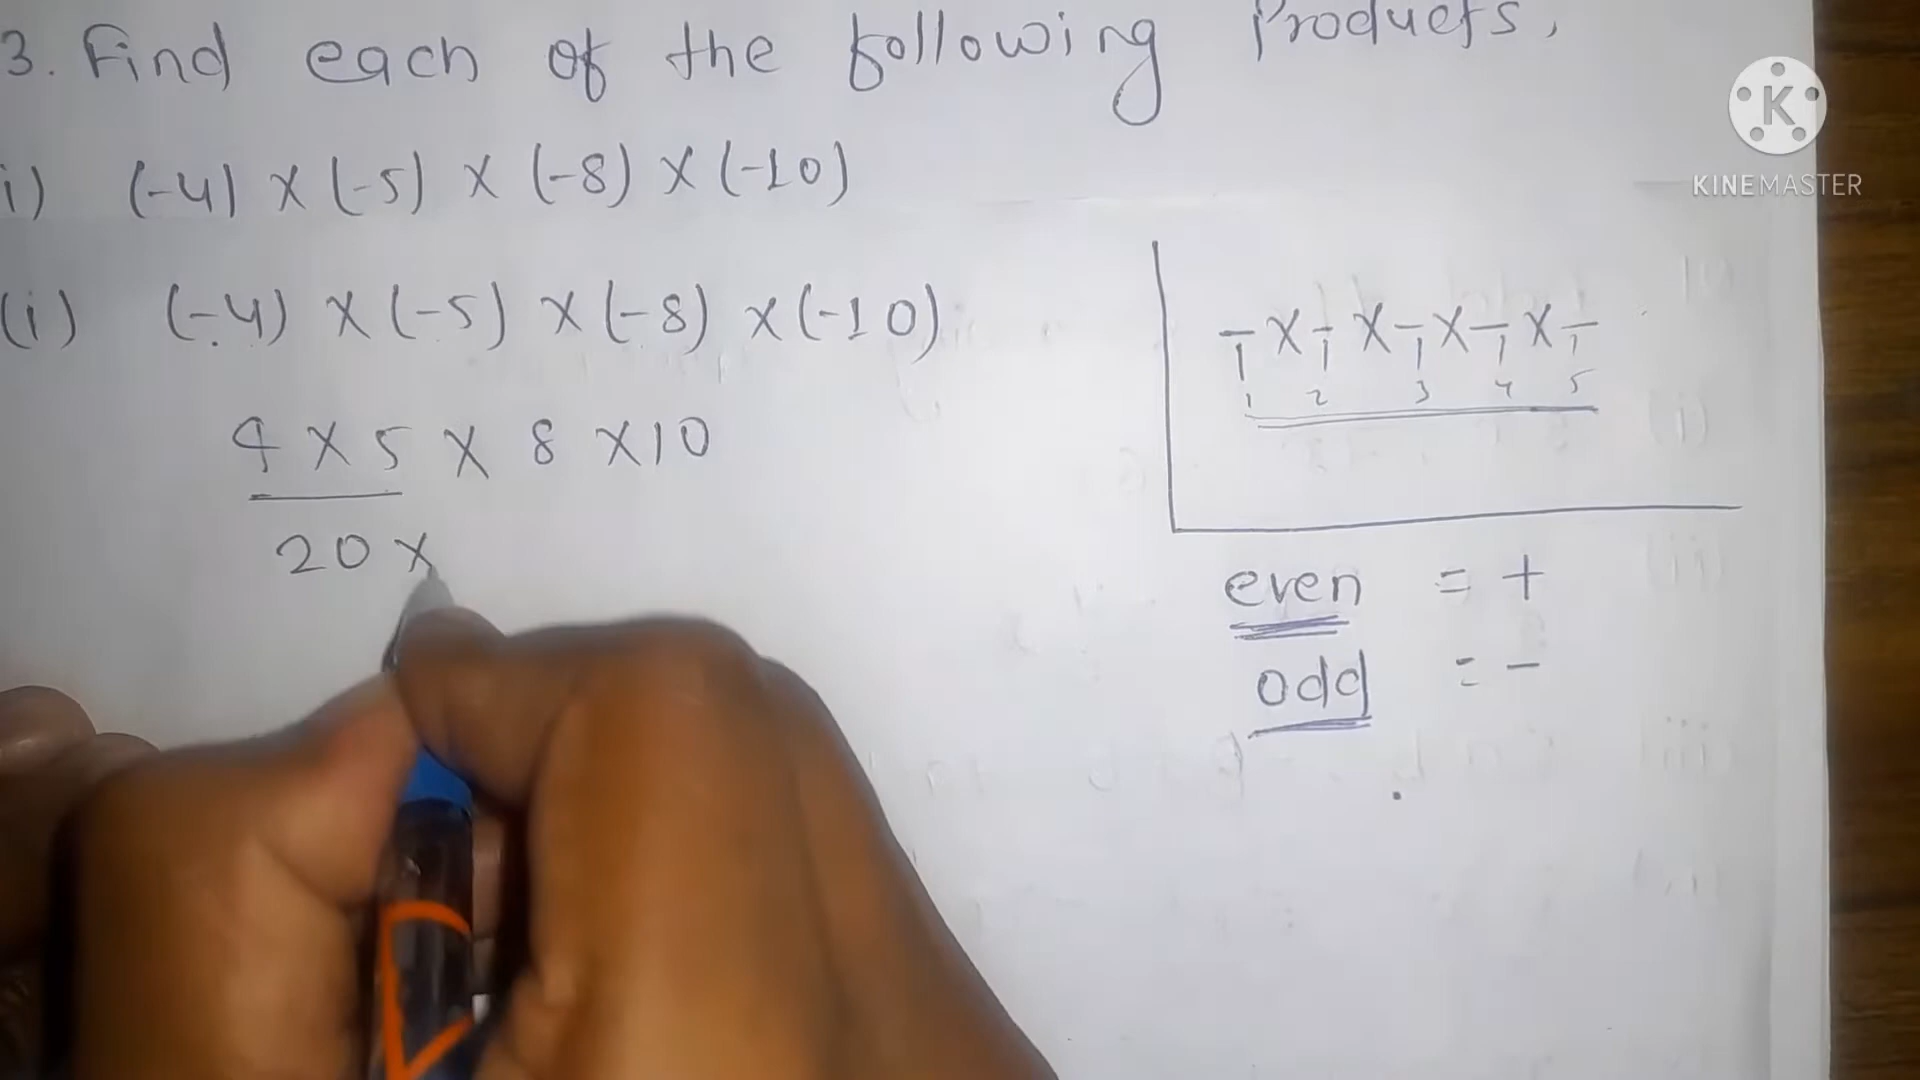 3. Find each of the following Products,
K
KINEMASTER
i) (-4) X (-5) X (-8) X (-10)
(i) (-4) X (-5) X (-8) X (-10)
- X - X - X - X -
1 2 3 4 5
4 X 5 X 8 X 10
20 X
even = +
odd = -